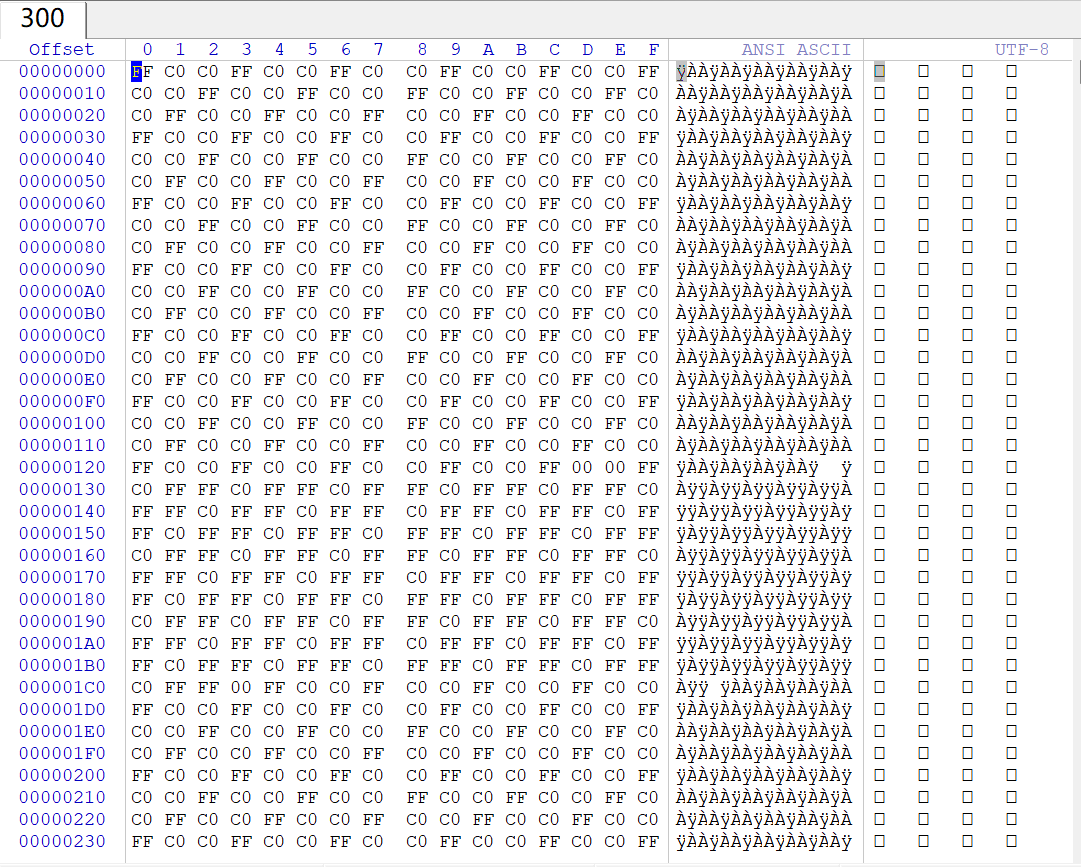 300
Offset 0 1 2 3 4 5 6 7 8 9 A B C D E F ANSI ASCII UTF-8
00000000 FF C0 C0 FF C0 C0 FF C0 C0 FF C0 C0 FF C0 C0 FF ÿÀÀÿÀÀÿÀÀÿÀÀÿÀÀÿ □ □ □ □
00000010 C0 C0 FF C0 C0 FF C0 C0 FF C0 C0 FF C0 C0 FF C0 ÀÀÿÀÀÿÀÀÿÀÀÿÀÀÿÀ □ □ □ □
00000020 C0 FF C0 C0 FF C0 C0 FF C0 C0 FF C0 C0 FF C0 C0 ÀÿÀÀÿÀÀÿÀÀÿÀÀÿÀÀ □ □ □ □
00000030 FF C0 C0 FF C0 C0 FF C0 C0 FF C0 C0 FF C0 C0 FF ÿÀÀÿÀÀÿÀÀÿÀÀÿÀÀÿ □ □ □ □
00000040 C0 C0 FF C0 C0 FF C0 C0 FF C0 C0 FF C0 C0 FF C0 ÀÀÿÀÀÿÀÀÿÀÀÿÀÀÿÀ □ □ □ □
00000050 C0 FF C0 C0 FF C0 C0 FF C0 C0 FF C0 C0 FF C0 C0 ÀÿÀÀÿÀÀÿÀÀÿÀÀÿÀÀ □ □ □ □
00000060 FF C0 C0 FF C0 C0 FF C0 C0 FF C0 C0 FF C0 C0 FF ÿÀÀÿÀÀÿÀÀÿÀÀÿÀÀÿ □ □ □ □
00000070 C0 C0 FF C0 C0 FF C0 C0 FF C0 C0 FF C0 C0 FF C0 ÀÀÿÀÀÿÀÀÿÀÀÿÀÀÿÀ □ □ □ □
00000080 C0 FF C0 C0 FF C0 C0 FF C0 C0 FF C0 C0 FF C0 C0 ÀÿÀÀÿÀÀÿÀÀÿÀÀÿÀÀ □ □ □ □
00000090 FF C0 C0 FF C0 C0 FF C0 C0 FF C0 C0 FF C0 C0 FF ÿÀÀÿÀÀÿÀÀÿÀÀÿÀÀÿ □ □ □ □
000000A0 C0 C0 FF C0 C0 FF C0 C0 FF C0 C0 FF C0 C0 FF C0 ÀÀÿÀÀÿÀÀÿÀÀÿÀÀÿÀ □ □ □ □
000000B0 C0 FF C0 C0 FF C0 C0 FF C0 C0 FF C0 C0 FF C0 C0 ÀÿÀÀÿÀÀÿÀÀÿÀÀÿÀÀ □ □ □ □
000000C0 FF C0 C0 FF C0 C0 FF C0 C0 FF C0 C0 FF C0 C0 FF ÿÀÀÿÀÀÿÀÀÿÀÀÿÀÀÿ □ □ □ □
000000D0 C0 C0 FF C0 C0 FF C0 C0 FF C0 C0 FF C0 C0 FF C0 ÀÀÿÀÀÿÀÀÿÀÀÿÀÀÿÀ □ □ □ □
000000E0 C0 FF C0 C0 FF C0 C0 FF C0 C0 FF C0 C0 FF C0 C0 ÀÿÀÀÿÀÀÿÀÀÿÀÀÿÀÀ □ □ □ □
000000F0 FF C0 C0 FF C0 C0 FF C0 C0 FF C0 C0 FF C0 C0 FF ÿÀÀÿÀÀÿÀÀÿÀÀÿÀÀÿ □ □ □ □
00000100 C0 C0 FF C0 C0 FF C0 C0 FF C0 C0 FF C0 C0 FF C0 ÀÀÿÀÀÿÀÀÿÀÀÿÀÀÿÀ □ □ □ □
00000110 C0 FF C0 C0 FF C0 C0 FF C0 C0 FF C0 C0 FF C0 C0 ÀÿÀÀÿÀÀÿÀÀÿÀÀÿÀÀ □ □ □ □
00000120 FF C0 C0 FF C0 C0 FF C0 C0 FF C0 C0 FF 00 00 FF ÿÀÀÿÀÀÿÀÀÿÀÀÿ  ÿ □ □ □ □
00000130 C0 FF FF C0 FF FF C0 FF FF C0 FF FF C0 FF FF C0 ÀÿÿÀÿÿÀÿÿÀÿÿÀÿÿÀ □ □ □ □
00000140 FF FF C0 FF FF C0 FF FF C0 FF FF C0 FF FF C0 FF ÿÿÀÿÿÀÿÿÀÿÿÀÿÿÀÿ □ □ □ □
00000150 FF C0 FF FF C0 FF FF C0 FF FF C0 FF FF C0 FF FF ÿÀÿÿÀÿÿÀÿÿÀÿÿÀÿÿ □ □ □ □
00000160 C0 FF FF C0 FF FF C0 FF FF C0 FF FF C0 FF FF C0 ÀÿÿÀÿÿÀÿÿÀÿÿÀÿÿÀ □ □ □ □
00000170 FF FF C0 FF FF C0 FF FF C0 FF FF C0 FF FF C0 FF ÿÿÀÿÿÀÿÿÀÿÿÀÿÿÀÿ □ □ □ □
00000180 FF C0 FF FF C0 FF FF C0 FF FF C0 FF FF C0 FF FF ÿÀÿÿÀÿÿÀÿÿÀÿÿÀÿÿ □ □ □ □
00000190 C0 FF FF C0 FF FF C0 FF FF C0 FF FF C0 FF FF C0 ÀÿÿÀÿÿÀÿÿÀÿÿÀÿÿÀ □ □ □ □
000001A0 FF FF C0 FF FF C0 FF FF C0 FF FF C0 FF FF C0 FF ÿÿÀÿÿÀÿÿÀÿÿÀÿÿÀÿ □ □ □ □
000001B0 FF C0 FF FF C0 FF FF C0 FF FF C0 FF FF C0 FF FF ÿÀÿÿÀÿÿÀÿÿÀÿÿÀÿÿ □ □ □ □
000001C0 C0 FF FF 00 FF C0 C0 FF C0 C0 FF C0 C0 FF C0 C0 Àÿÿ ÿÀÀÿÀÀÿÀÀÿÀÀ □ □ □ □
000001D0 FF C0 C0 FF C0 C0 FF C0 C0 FF C0 C0 FF C0 C0 FF ÿÀÀÿÀÀÿÀÀÿÀÀÿÀÀÿ □ □ □ □
000001E0 C0 C0 FF C0 C0 FF C0 C0 FF C0 C0 FF C0 C0 FF C0 ÀÀÿÀÀÿÀÀÿÀÀÿÀÀÿÀ □ □ □ □
000001F0 C0 FF C0 C0 FF C0 C0 FF C0 C0 FF C0 C0 FF C0 C0 ÀÿÀÀÿÀÀÿÀÀÿÀÀÿÀÀ □ □ □ □
00000200 FF C0 C0 FF C0 C0 FF C0 C0 FF C0 C0 FF C0 C0 FF ÿÀÀÿÀÀÿÀÀÿÀÀÿÀÀÿ □ □ □ □
00000210 C0 C0 FF C0 C0 FF C0 C0 FF C0 C0 FF C0 C0 FF C0 ÀÀÿÀÀÿÀÀÿÀÀÿÀÀÿÀ □ □ □ □
00000220 C0 FF C0 C0 FF C0 C0 FF C0 C0 FF C0 C0 FF C0 C0 ÀÿÀÀÿÀÀÿÀÀÿÀÀÿÀÀ □ □ □ □
00000230 FF C0 C0 FF C0 C0 FF C0 C0 FF C0 C0 FF C0 C0 FF ÿÀÀÿÀÀÿÀÀÿÀÀÿÀÀÿ □ □ □ □